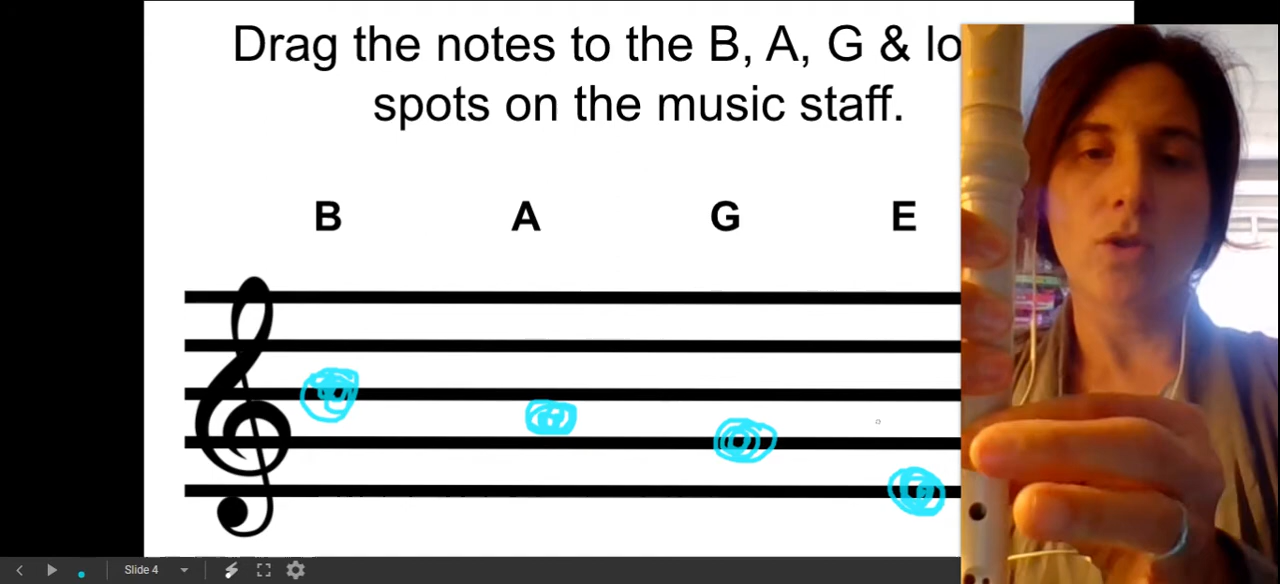 Drag the notes to the B, A, G & lo
spots on the music staff.
B A G E
Slide 4